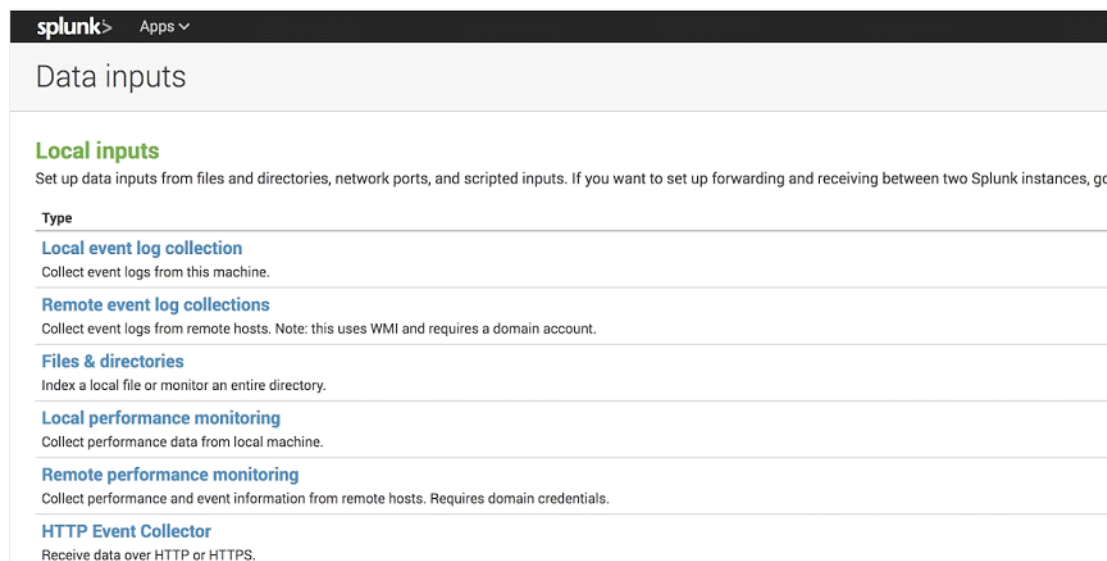 splunk> Apps
Data inputs
Local inputs
Set up data inputs from files and directories, network ports, and scripted inputs. If you want to set up forwarding and receiving between two Splunk instances, go
Type
Local event log collection
Collect event logs from this machine.
Remote event log collections
Collect event logs from remote hosts. Note: this uses WMI and requires a domain account.
Files & directories
Index a local file or monitor an entire directory.
Local performance monitoring
Collect performance data from local machine.
Remote performance monitoring
Collect performance and event information from remote hosts. Requires domain credentials.
HTTP Event Collector
Receive data over HTTP or HTTPS.